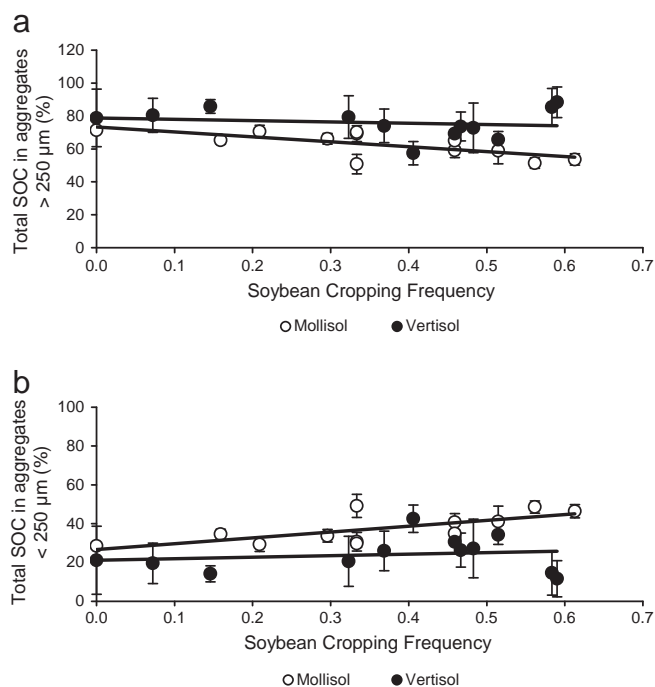 a
Total SOC in aggregates
> 250 µm (%)
120
100
80
60
40
20
0
0.0 0.1 0.2 0.3 0.4 0.5 0.6 0.7
Soybean Cropping Frequency
Mollisol Vertisol
b
Total SOC in aggregates
< 250 µm (%)
100
80
60
40
20
0
0.0 0.1 0.2 0.3 0.4 0.5 0.6 0.7
Soybean Cropping Frequency
Mollisol Vertisol